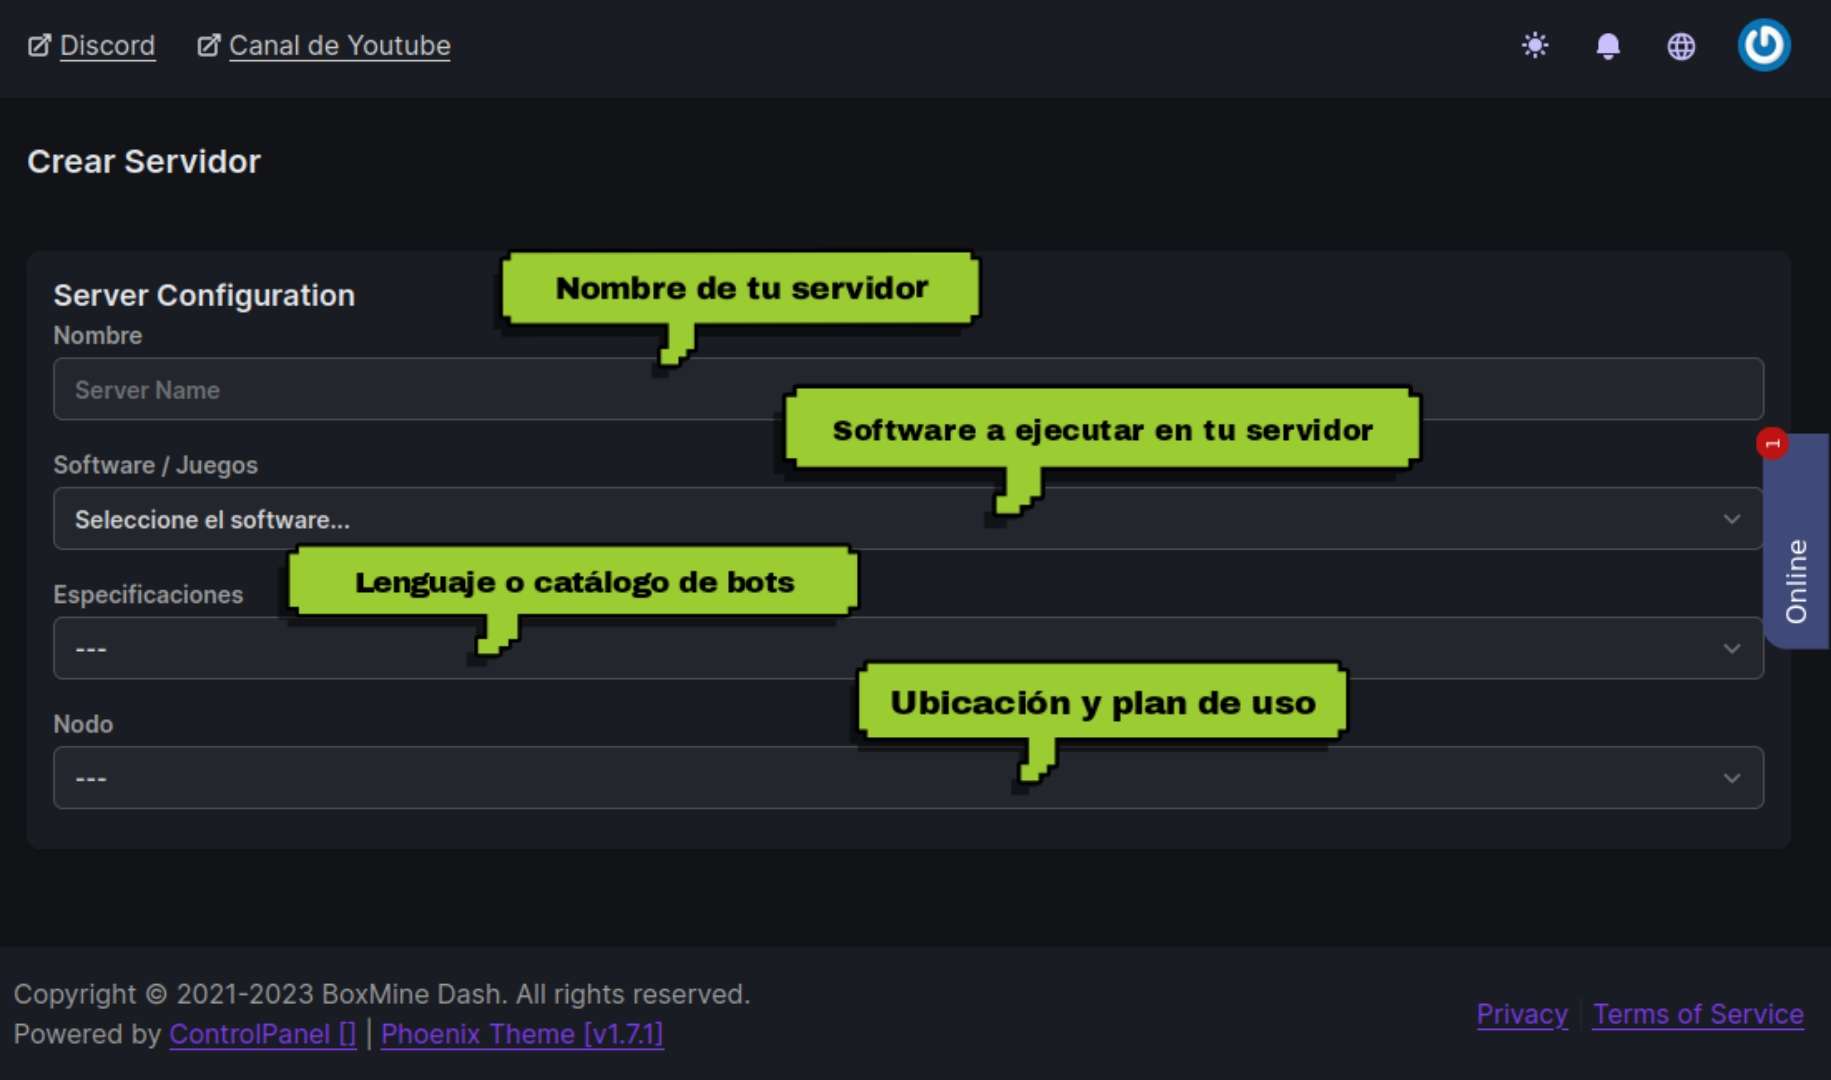 Discord Canal de Youtube
Crear Servidor
Nombre de tu servidor
Server Configuration
Nombre
Server Name
Software a ejecutar en tu servidor
Software / Juegos
Seleccione el software...
Lenguaje o catálogo de bots
Especificaciones
---
Ubicación y plan de uso
Nodo
---
1
Online
Copyright © 2021-2023 BoxMine Dash. All rights reserved.
Powered by ControlPanel [] | Phoenix Theme [v1.7.1]
Privacy | Terms of Service